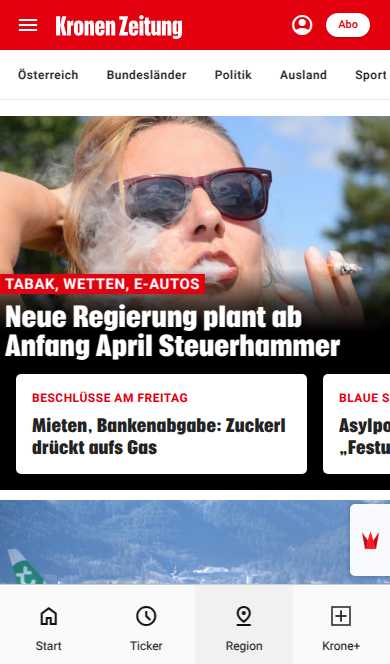 Kronen Zeitung
Abo
Österreich Bundesländer Politik Ausland Sport
TABAK, WETTEN, E-AUTOS
Neue Regierung plant ab
Anfang April Steuerhammer
BESCHLÜSSE AM FREITAG
Mieten, Bankenabgabe: Zuckerl
drückt aufs Gas
BLAUE S
Asylpo
„Festu
Start Ticker Region Krone+